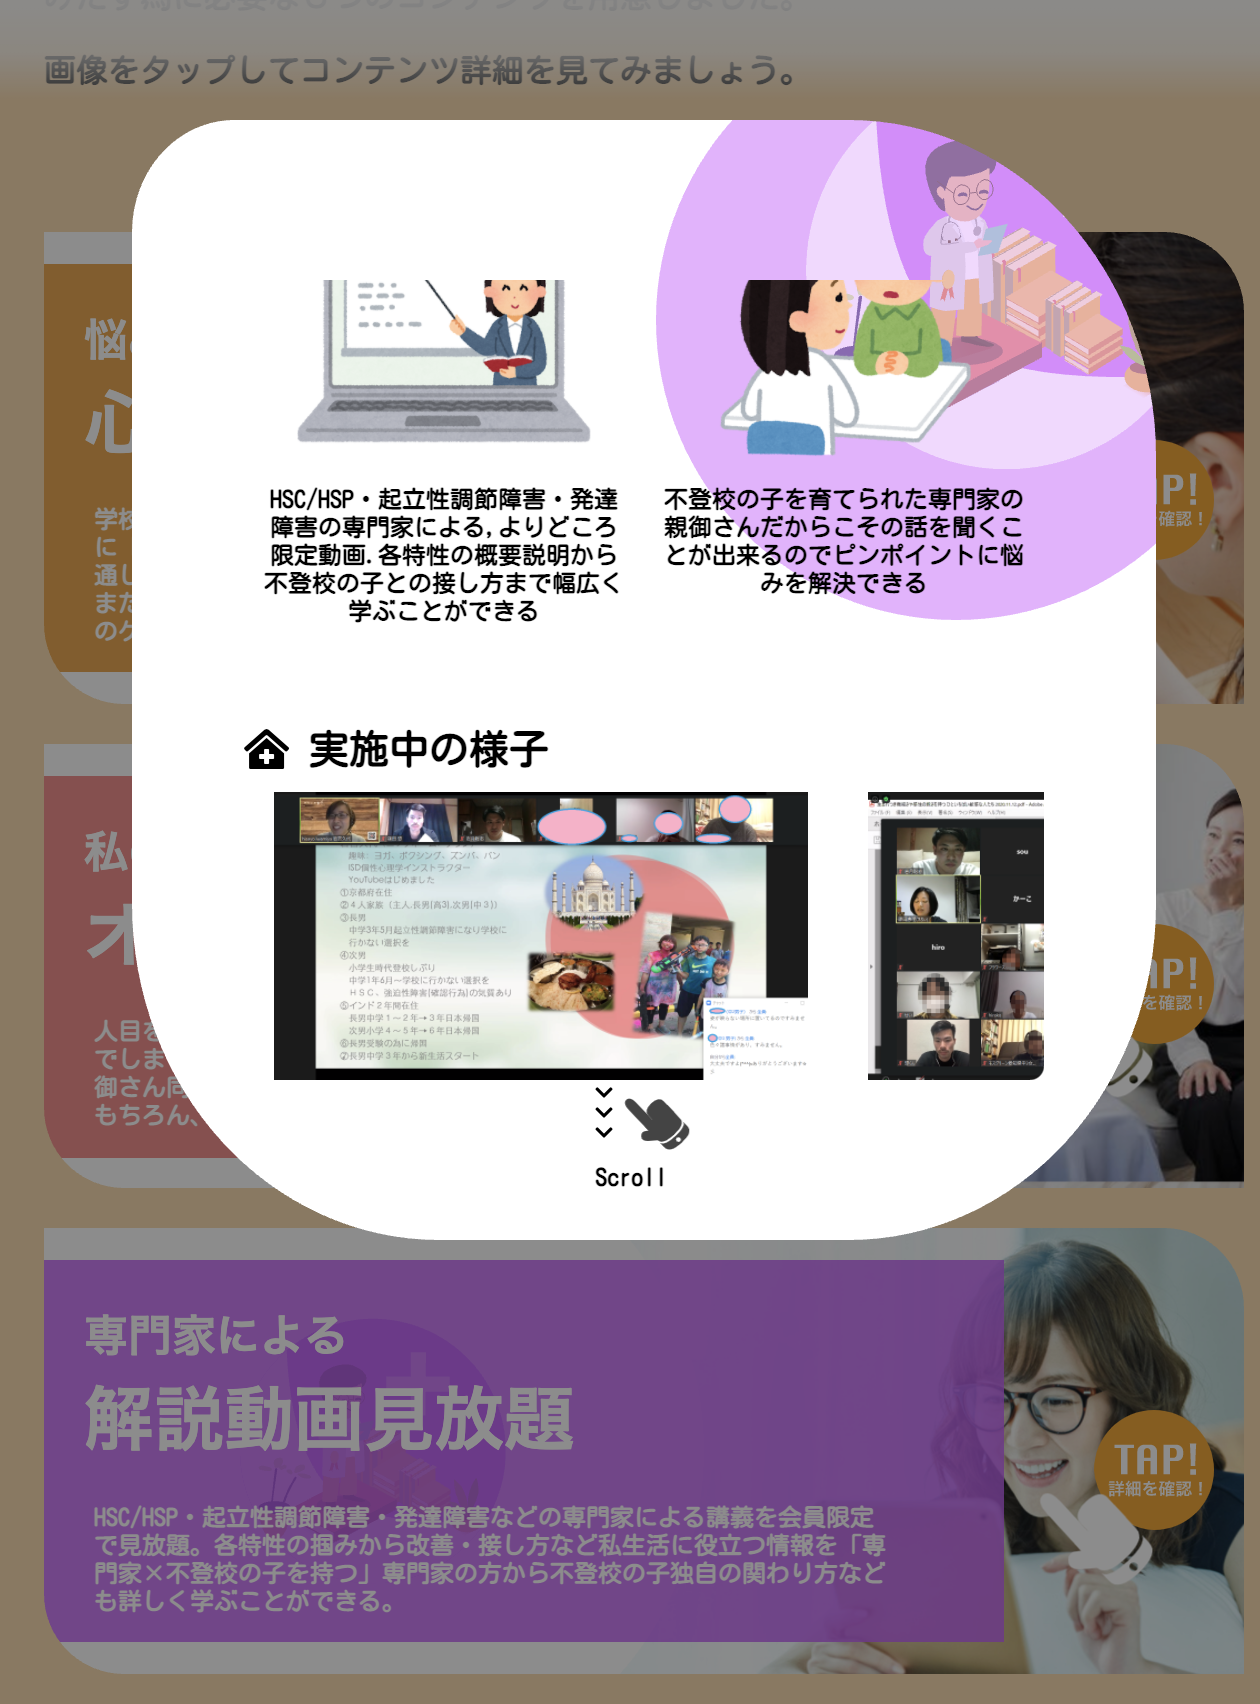 画像をタップしてコンテンツ詳細を見てみましょう。
HSC/HSP・起立性調節障害・発達
障害の専門家による,よりどころ
限定動画.各特性の概要説明から
不登校の子との接し方まで幅広く
学ぶことができる
不登校の子を育てられた専門家の
親御さんだからこその話を聞くこ
とが出来るのでピンポイントに悩
みを解決できる
悩
心
学校
に
通し
また
のケ
P!
確認！
実施中の様子
趣味：ヨガ、ボクシング、ズンバ、パン
ISD個性心理学インストラクター
YouTubeはじめました
①京都府在住
②４人家族（主人,長男[高3],次男[中３]）
③長男
中学3年5月起立性調節障害になり学校に
行かない選択を
④次男
小学生時代登校しぶり
中学1年6月〜学校に行かない選択を
ＨＳＣ、強迫性障害[確認行為]の気質あり
⑤インド２年間在住
長男中学１〜２年→３年日本帰国
次男小学４〜５年→６年日本帰国
⑥長男受験の為に帰国
⑦長男中学３年から新生活スタート
sou
かーこ
hiro
Scroll
私
オ
人目を
でしま
御さん同
もちろん、
AP!
を確認！
専門家による
解説動画見放題
HSC/HSP・起立性調節障害・発達障害などの専門家による講義を会員限定
で見放題。各特性の掴みから改善・接し方など私生活に役立つ情報を「専
門家×不登校の子を持つ」専門家の方から不登校の子独自の関わり方など
も詳しく学ぶことができる。
TAP!
詳細を確認！